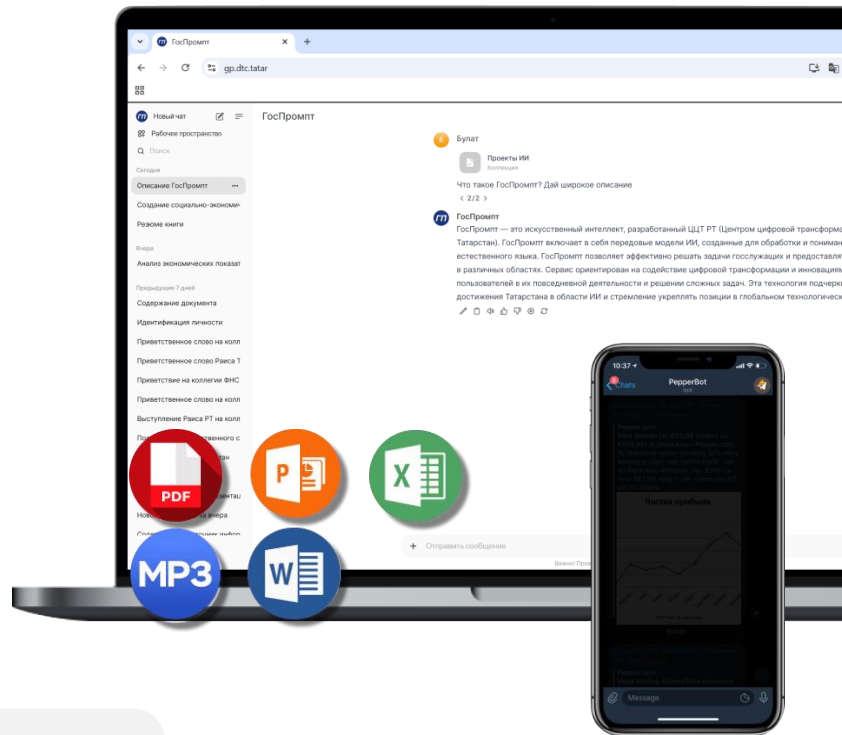 ГосПромпт
gp.dtc.tatar
Новый чат
Рабочее пространство
Поиск
Сегодня
Описание ГосПромпт
Создание социально-экономич
Резюме книги
Вчера
Анализ экономических показат
Предыдущие 7 дней
Содержание документа
Идентификация личности
Приветственное слово на колл
Приветственное слово Раиса Т
Приветствие на коллегии ФНС
Приветственное слово на колл
Выступление Раиса РТ на колл
ГосПромпт
Б
Булат
Проекты ИИ
Коллекция
Что такое ГосПромпт? Дай широкое описание
2/2
ГосПромпт
ГосПромпт — это искусственный интеллект, разработанный ЦЦТ РТ (Центром цифровой трансформа
Татарстан). ГосПромпт включает в себя передовые модели ИИ, созданные для обработки и пониман
естественного языка. ГосПромпт позволяет эффективно решать задачи госслужащих и предоставля
в различных областях. Сервис ориентирован на содействие цифровой трансформации и инновациям
пользователей в их повседневной деятельности и решении сложных задач. Эта технология подчерк
достижения Татарстана в области ИИ и стремление укреплять позиции в глобальном технологическ
Отправить сообщение
PDF
P
X
MP3
W
10:37
Chats
PepperBot
bot
Чистая прибыль
Message